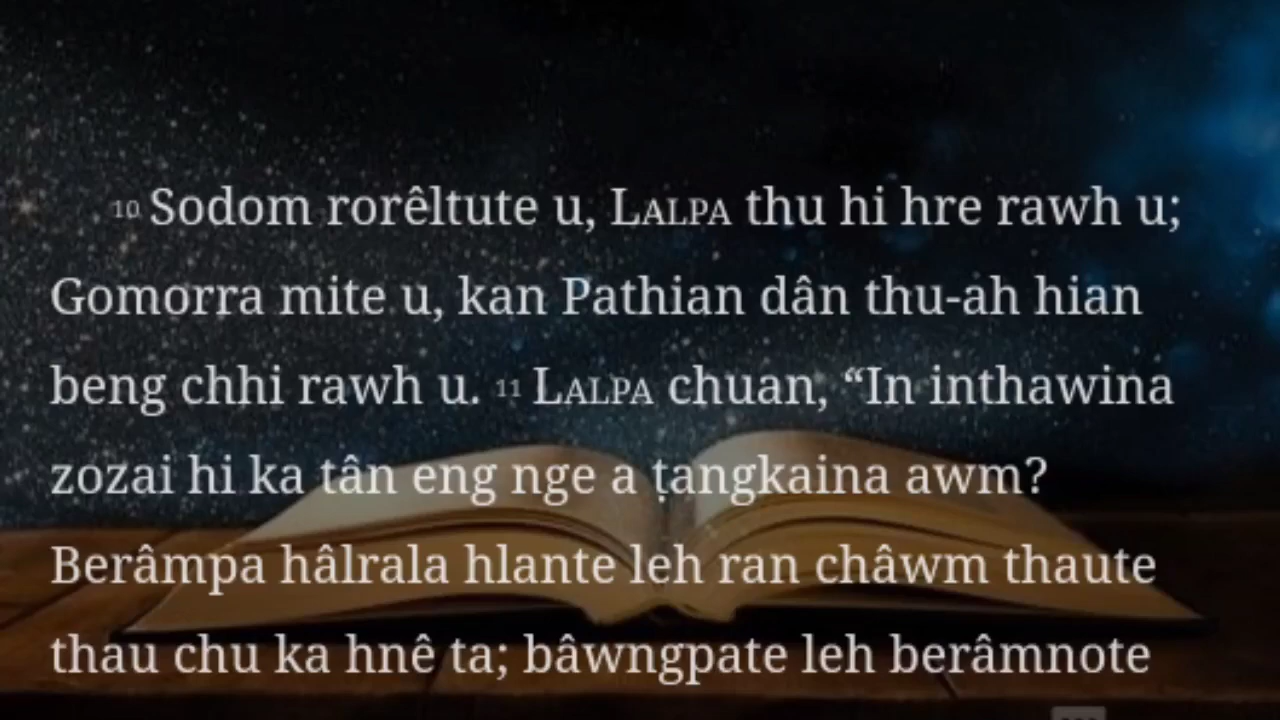 10 Sodom rorêltute u, LALPA thu hi hre rawh u;
Gomorra mite u, kan Pathian dân thu-ah hian
beng chhi rawh u. 11 LALPA chuan, “In inthawina
zozai hi ka tân eng nge a ṭangkaina awm?
Berâmpa hâlrala hlante leh ran châwm thaute
thau chu ka hnê ta; bâwngpate leh berâmnote